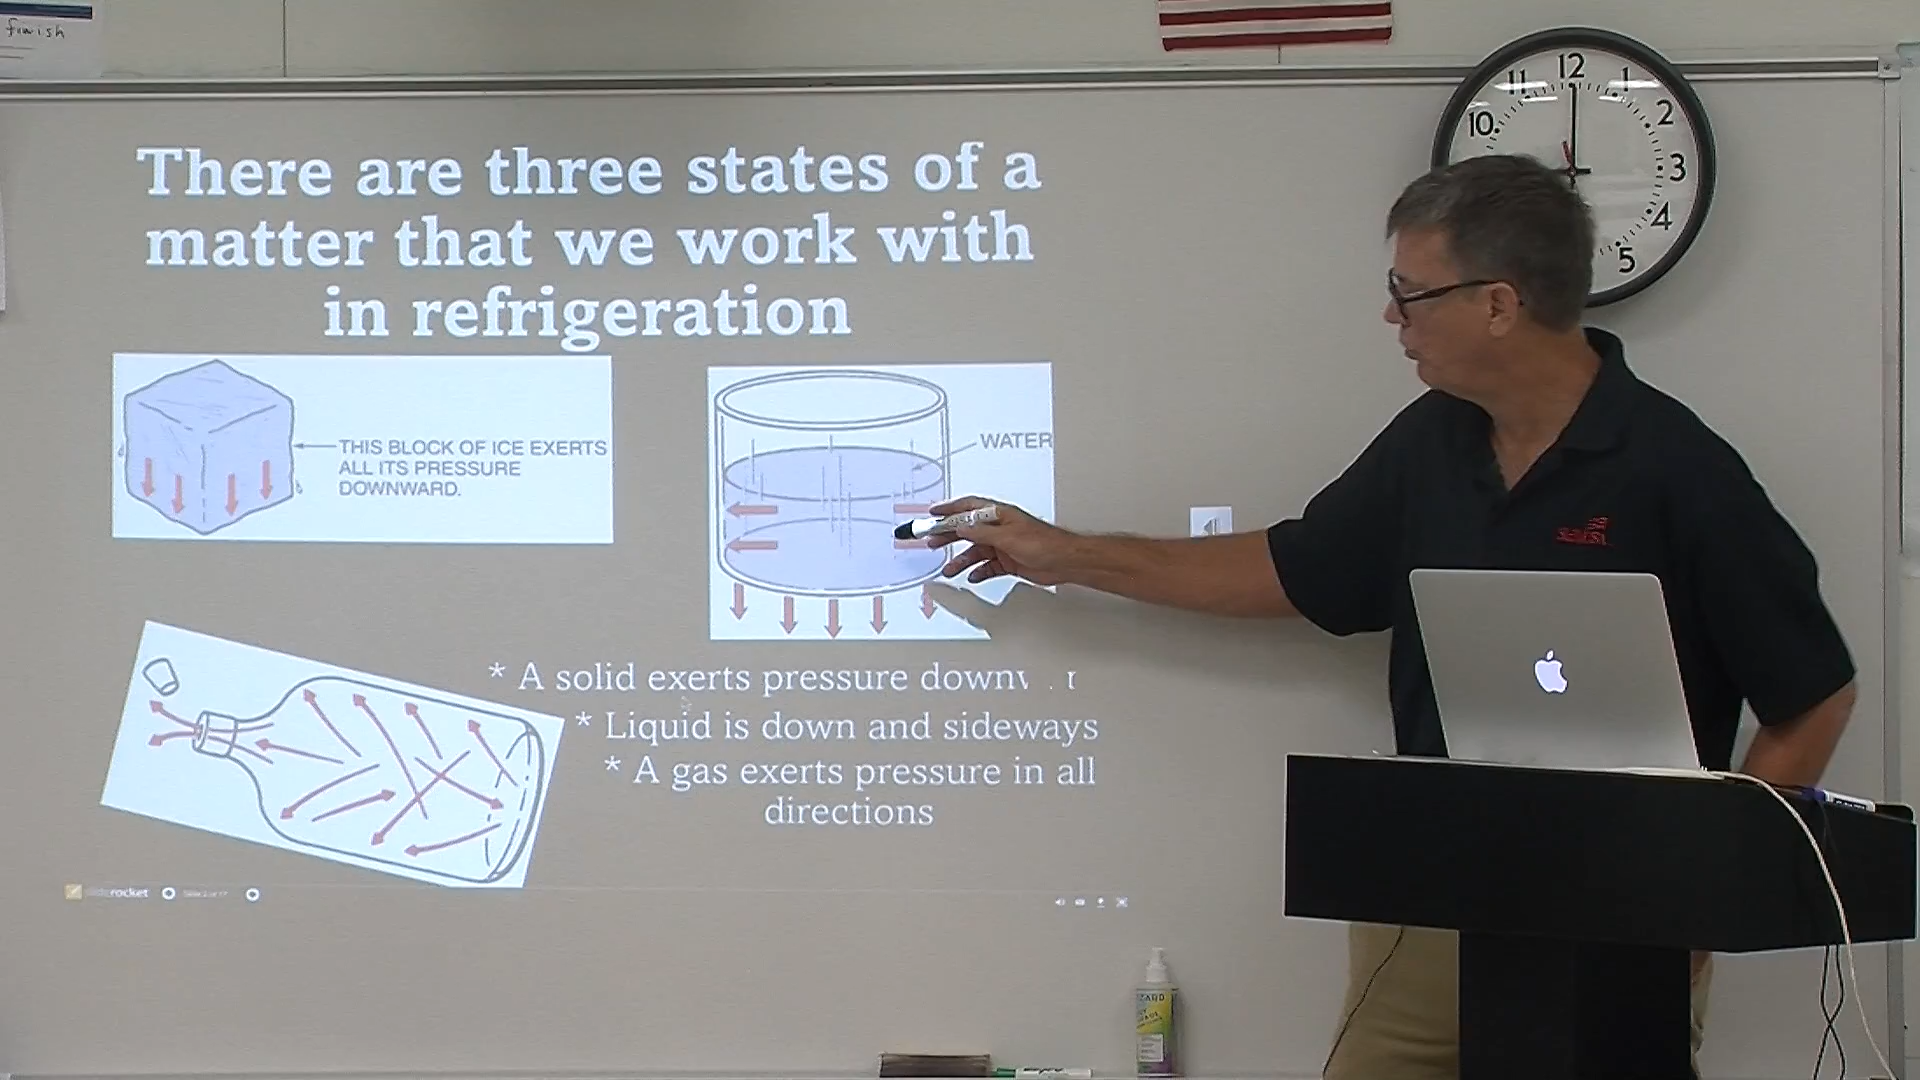 finish
12
11
1
10
2
3
4
5
There are three states of a
matter that we work with
in refrigeration
THIS BLOCK OF ICE EXERTS
ALL ITS PRESSURE
DOWNWARD.
WATER
* A solid exerts pressure
* Liquid is down and sideways
* A gas exerts pressure in all
directions
rocket